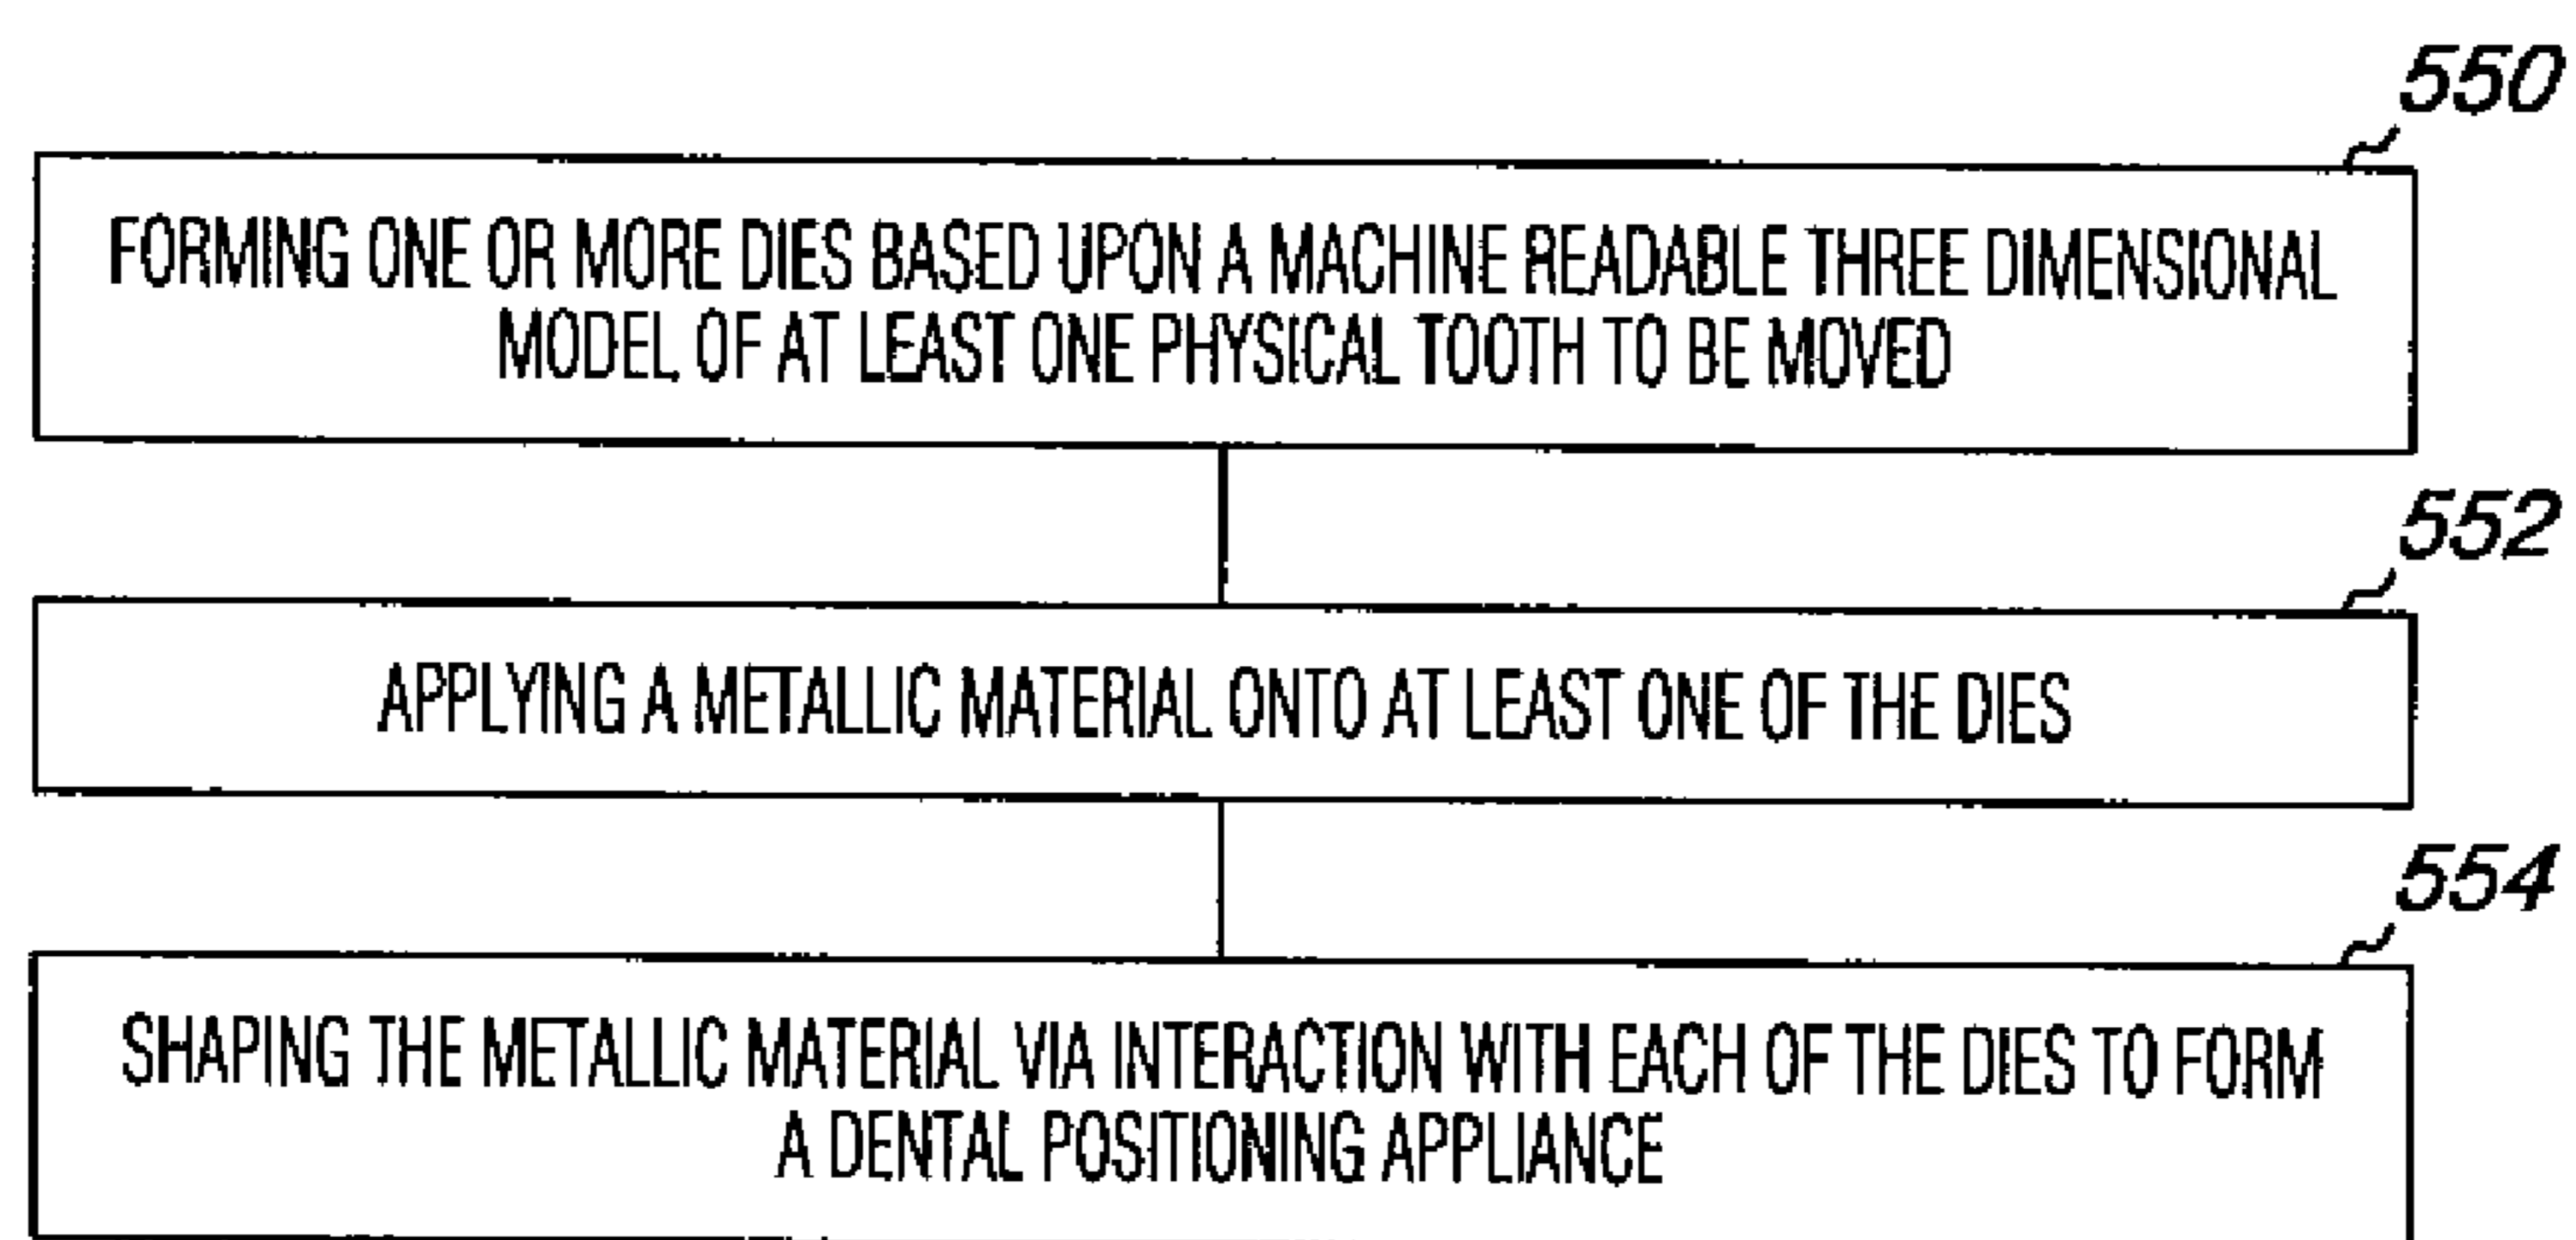 550
FORMING ONE OR MORE DIES BASED UPON A MACHINE READABLE THREE DIMENSIONAL
MODEL OF AT LEAST ONE PHYSICAL TOOTH TO BE MOVED
552
APPLYING A METALLIC MATERIAL ONTO AT LEAST ONE OF THE DIES
554
SHAPING THE METALLIC MATERIAL VIA INTERACTION WITH EACH OF THE DIES TO FORM
A DENTAL POSITIONING APPLIANCE